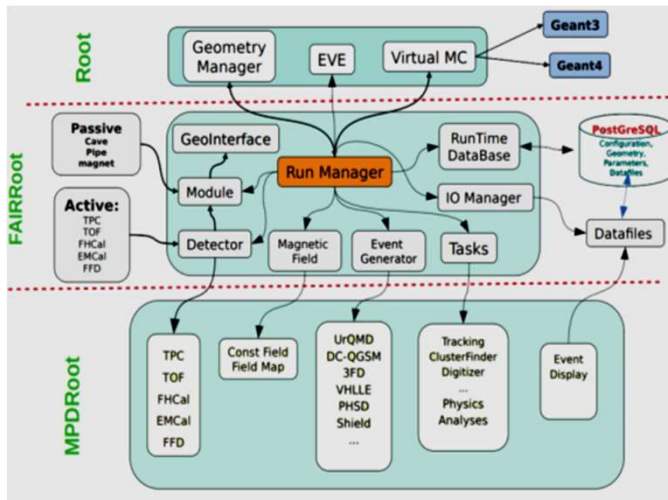 Root
Geometry
Manager
EVE
Virtual MC
Geant3
Geant4
FAIRRoot
Passive
Cave
Pipe
magnet
Active:
TPC
TOF
FHCal
EMCal
FFD
GeoInterface
Module
Detector
Run Manager
Magnetic
Field
Event
Generator
Tasks
RunTime
DataBase
IO Manager
PostGreSQL
Configuration,
Geometry,
Parameters,
Datafiles
Datafiles
MPDRoot
TPC
TOF
FHCal
EMCal
FFD
Const Field
Field Map
UrQMD
DC-QGSM
3FD
VHLLE
PHSD
Shield
...
Tracking
ClusterFinder
Digitizer
...
Physics
Analyses
Event
Display